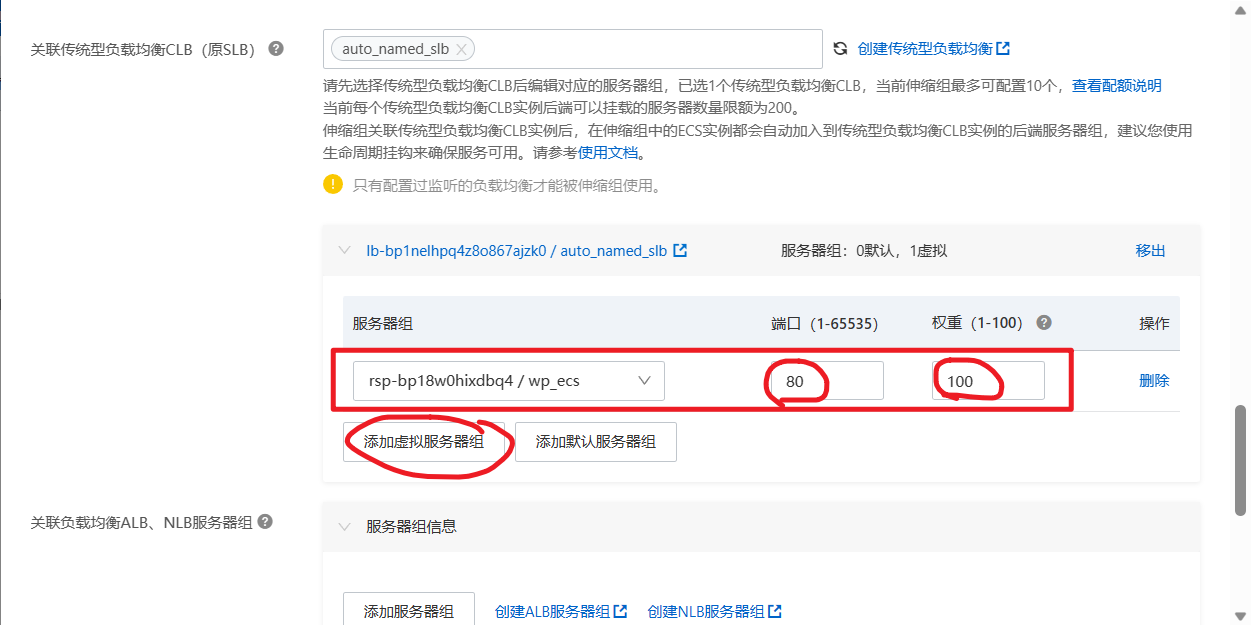 关联传统型负载均衡CLB（原SLB） ?
auto_named_slb ×
创建传统型负载均衡
请先选择传统型负载均衡CLB后编辑对应的服务器组，已选1个传统型负载均衡CLB，当前伸缩组最多可配置10个，查看配额说明
当前每个传统型负载均衡CLB实例后端可以挂载的服务器数量限额为200。
伸缩组关联传统型负载均衡CLB实例后，在伸缩组中的ECS实例都会自动加入到传统型负载均衡CLB实例的后端服务器组，建议您使用
生命周期挂钩来确保服务可用。请参考使用文档。
! 只有配置过监听的负载均衡才能被伸缩组使用。
lb-bp1nelhpq4z8o867ajzk0 / auto_named_slb
服务器组：0默认，1虚拟
移出
服务器组
端口（1-65535）
权重（1-100） ?
操作
rsp-bp18w0hixdbq4 / wp_ecs
80
100
删除
添加虚拟服务器组
添加默认服务器组
关联负载均衡ALB、NLB服务器组 ?
服务器组信息
添加服务器组
创建ALB服务器组
创建NLB服务器组